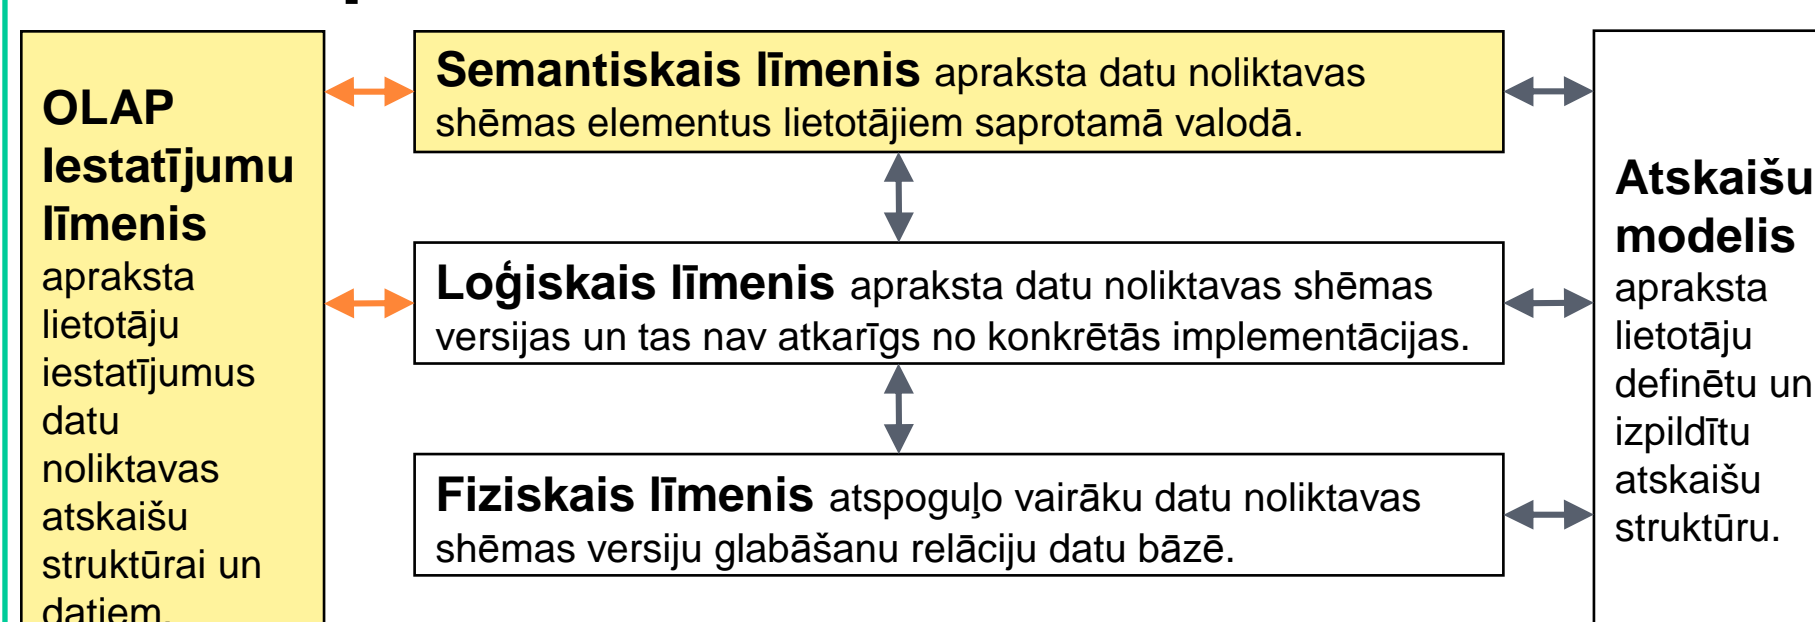 OLAP
Iestatījumu
līmenis
apraksta
lietotāju
iestatījumus
datu
noliktavas
atskaišu
struktūrai un
datiem.
Semantiskais līmenis apraksta datu noliktavas
shēmas elementus lietotājiem saprotamā valodā.
Loģiskais līmenis apraksta datu noliktavas shēmas
versijas un tas nav atkarīgs no konkrētās implementācijas.
Fiziskais līmenis atspoguļo vairāku datu noliktavas
shēmas versiju glabāšanu relāciju datu bāzē.
Atskaišu
modelis
apraksta
lietotāju
definētu un
izpildītu
atskaišu
struktūru.